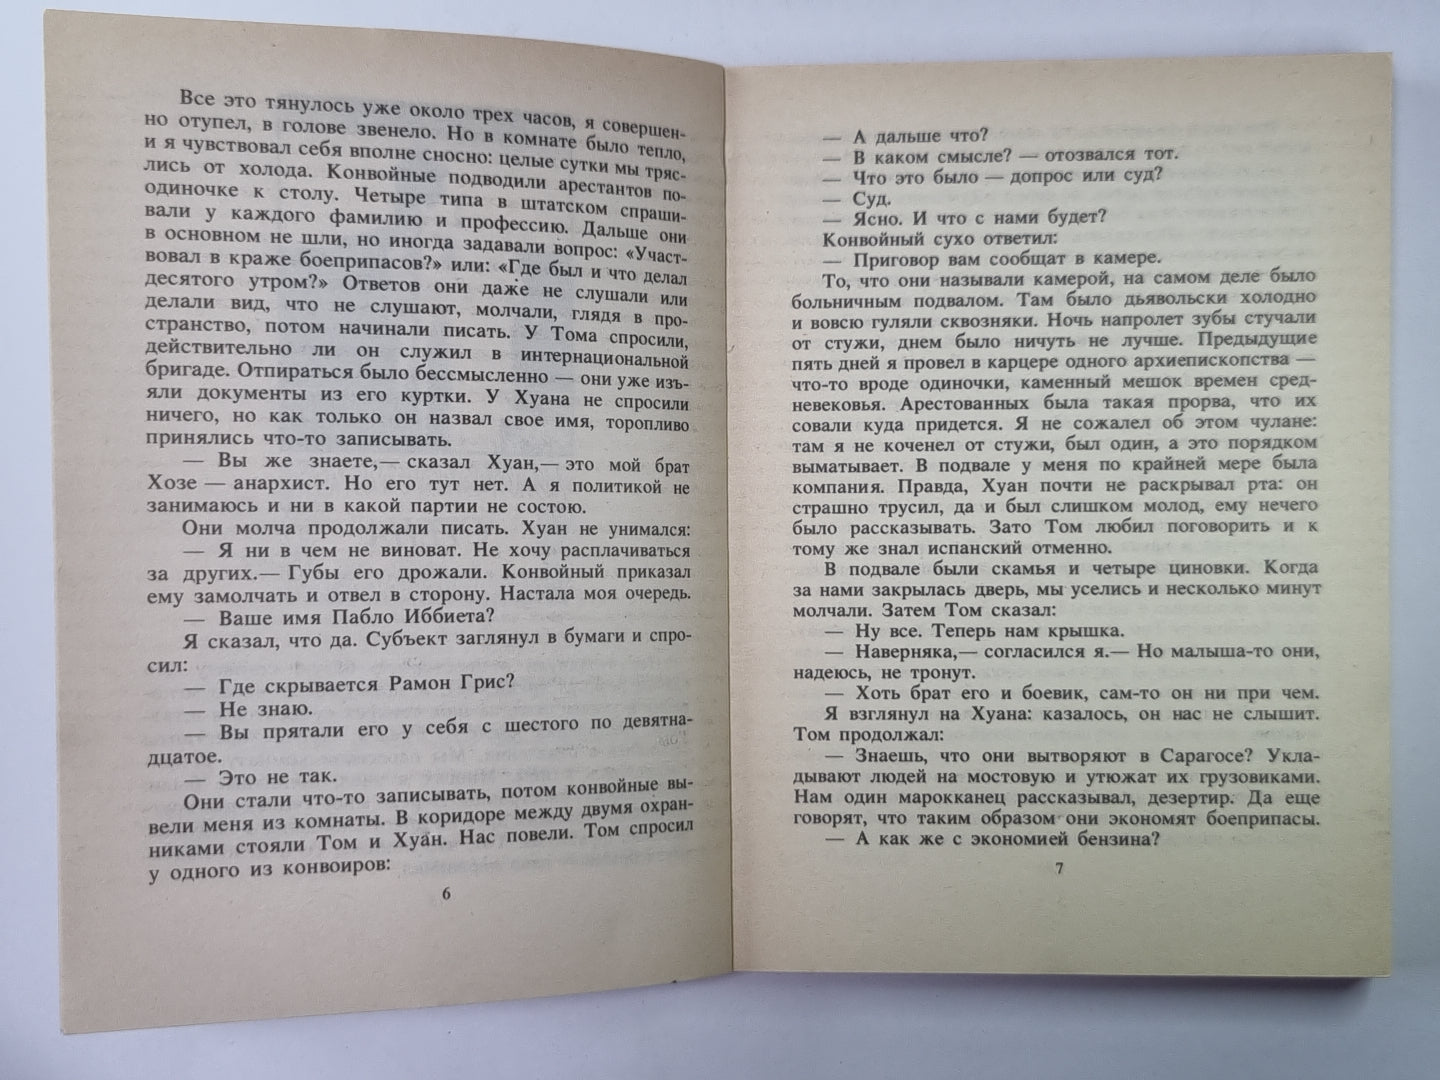 Все это тянулось уже около трех часов, я совершен-
но отупел, в голове звенело. Но в комнате было тепло,
и я чувствовал себя вполне сносно: целые сутки мы тряс-
лись от холода. Конвойные подводили арестантов по-
одиночке к столу. Четыре типа в штатском спраши-
вали у каждого фамилию и профессию. Дальше они
в основном не шли, но иногда задавали вопрос: «Участ-
вовал в краже боеприпасов?» или: «Где был и что делал
десятого утром?» Ответов они даже не слушали или
делали вид, что не слушают, молчали, глядя в про-
странство, потом начинали писать. У Тома спросили,
действительно ли он служил в интернациональной
бригаде. Отпираться было бессмысленно — они уже изъ-
яли документы из его куртки. У Хуана не спросили
ничего, но как только он назвал свое имя, торопливо
принялись что-то записывать.
— Вы же знаете,— сказал Хуан,— это мой брат
Хозе — анархист. Но его тут нет. А я политикой не
занимаюсь и ни в какой партии не состою.
Они молча продолжали писать. Хуан не унимался:
— Я ни в чем не виноват. Не хочу расплачиваться
за других.— Губы его дрожали. Конвойный приказал
ему замолчать и отвел в сторону. Настала моя очередь.
— Ваше имя Пабло Иббиета?
Я сказал, что да. Субъект заглянул в бумаги и спро-
сил:
— Где скрывается Рамон Грис?
— Не знаю.
— Вы прятали его у себя с шестого по девятна-
дцатое.
— Это не так.
Они стали что-то записывать, потом конвойные вы-
вели меня из комнаты. В коридоре между двумя охран-
никами стояли Том и Хуан. Нас повели. Том спросил
у одного из конвоиров:
6
— А дальше что?
— В каком смысле? — отозвался тот.
— Что это было — допрос или суд?
— Суд.
— Ясно. И что с нами будет?
Конвойный сухо ответил:
— Приговор вам сообщат в камере.
То, что они называли камерой, на самом деле было
больничным подвалом. Там было дьявольски холодно
и вовсю гуляли сквозняки. Ночь напролет зубы стучали
от стужи, днем было ничуть не лучше. Предыдущие
пять дней я провел в карцере одного архиепископства —
что-то вроде одиночки, каменный мешок времен сред-
невековья. Арестованных была такая прорва, что их
совали куда придется. Я не сожалел об этом чулане:
там я не коченел от стужи, был один, а это порядком
выматывает. В подвале у меня по крайней мере была
компания. Правда, Хуан почти не раскрывал рта: он
страшно трусил, да и был слишком молод, ему нечего
было рассказывать. Зато Том любил поговорить и к
тому же знал испанский отменно.
В подвале были скамья и четыре циновки. Когда
за нами закрылась дверь, мы уселись и несколько минут
молчали. Затем Том сказал:
— Ну все. Теперь нам крышка.
— Наверняка,— согласился я.— Но малыша-то они,
надеюсь, не тронут.
— Хоть брат его и боевик, сам-то он ни при чем.
Я взглянул на Хуана: казалось, он нас не слышит.
Том продолжал:
— Знаешь, что они вытворяют в Сарагосе? Укла-
дывают людей на мостовую и утюжат их грузовиками.
Нам один марокканец рассказывал, дезертир. Да еще
говорят, что таким образом они экономят боеприпасы.
— А как же с экономией бензина?
7